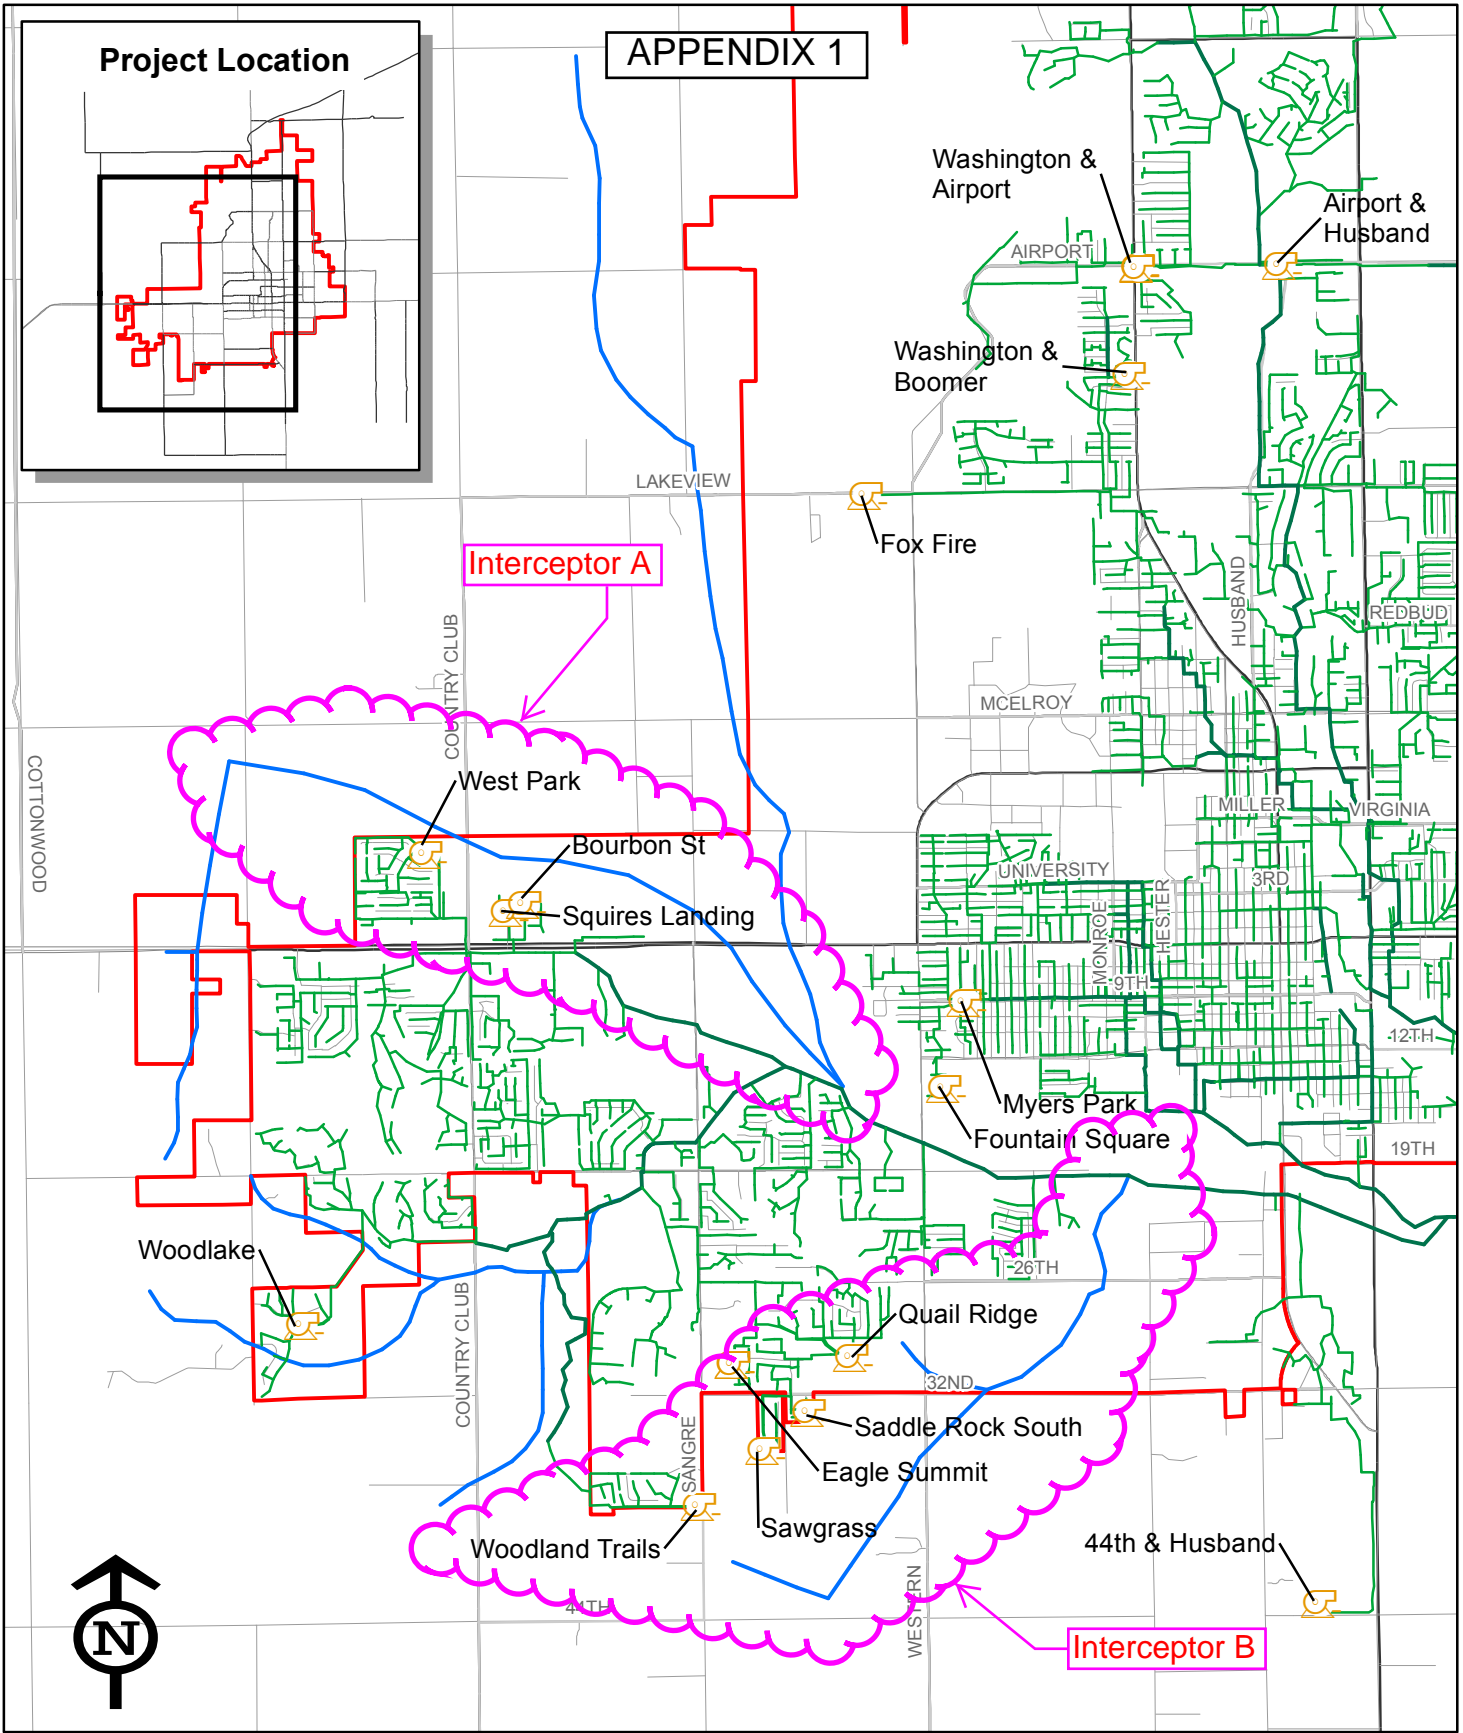 APPENDIX 1
Project Location
Washington &
Airport
Airport &
Husband
AIRPORT
Washington &
Boomer
LAKEVIEW
Fox Fire
Interceptor A
HUSBAND
REDBUD
COUNTRY CLUB
MCELROY
COTTONWOOD
West Park
MILLER
VIRGINIA
Bourbon St
UNIVERSITY
3RD
Squires Landing
MONROE
HESTER
9TH
12TH
Myers Park
Fountain Square
19TH
Woodlake
26TH
COUNTRY CLUB
Quail Ridge
32ND
SANGRE
Saddle Rock South
Eagle Summit
Sawgrass
Woodland Trails
44th & Husband
44TH
WESTERN
Interceptor B
N